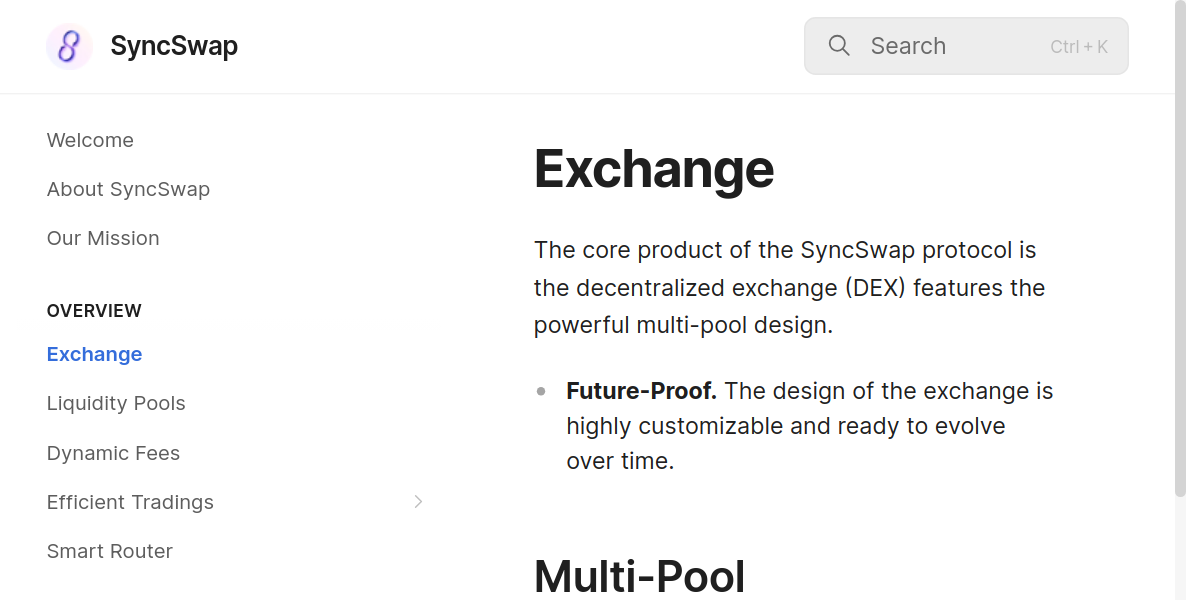 SyncSwap
Search
Ctrl + K
Welcome
About SyncSwap
Our Mission
OVERVIEW
Exchange
Liquidity Pools
Dynamic Fees
Efficient Tradings
Smart Router
Exchange
The core product of the SyncSwap protocol is
the decentralized exchange (DEX) features the
powerful multi-pool design.
Future-Proof. The design of the exchange is
highly customizable and ready to evolve
over time.
Multi-Pool